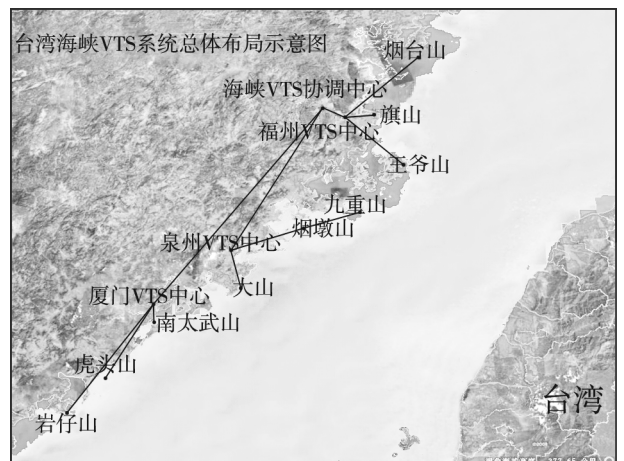 台湾海峡VTS系统总体布局示意图
烟台山
海峡VTS协调中心
旗山
福州VTS中心
王爷山
九重山
烟墩山
泉州VTS中心
大山
厦门VTS中心
南太武山
虎头山
台湾
岩仔山